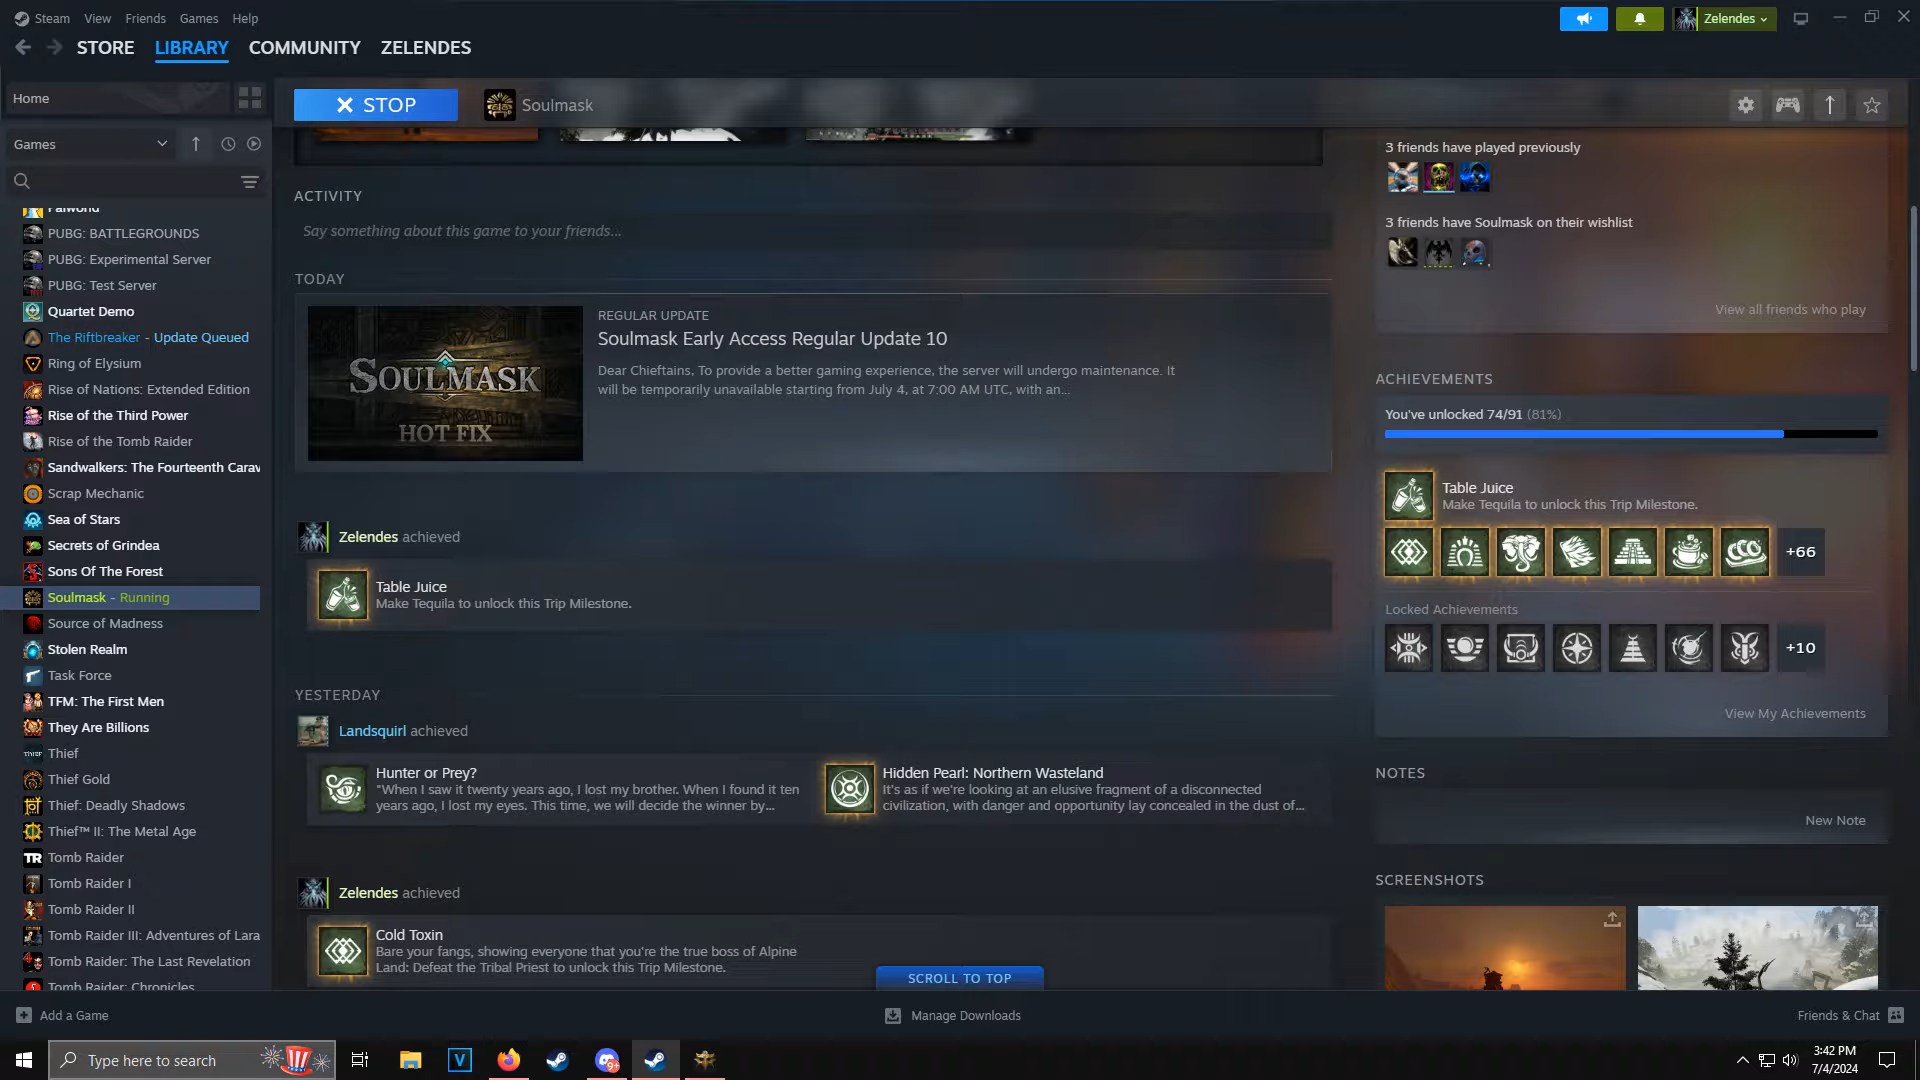 Steam View Friends Games Help
Zelendes
STORE LIBRARY COMMUNITY ZELENDES
Home
STOP
Soulmask
Games
Palworld
PUBG: BATTLEGROUNDS
PUBG: Experimental Server
PUBG: Test Server
Quartet Demo
The Riftbreaker - Update Queued
Ring of Elysium
Rise of Nations: Extended Edition
Rise of the Third Power
Rise of the Tomb Raider
Sandwalkers: The Fourteenth Carav
Scrap Mechanic
Sea of Stars
Secrets of Grindea
Sons Of The Forest
Soulmask - Running
Source of Madness
Stolen Realm
Task Force
TFM: The First Men
They Are Billions
Thief
Thief Gold
Thief: Deadly Shadows
Thief™ II: The Metal Age
TR Tomb Raider
Tomb Raider I
Tomb Raider II
Tomb Raider III: Adventures of Lara
Tomb Raider: The Last Revelation
Tomb Raider: Chronicles
ACTIVITY
Say something about this game to your friends...
TODAY
SOULMASK
HOT FIX
REGULAR UPDATE
Soulmask Early Access Regular Update 10
Dear Chieftains, To provide a better gaming experience, the server will undergo maintenance. It
will be temporarily unavailable starting from July 4, at 7:00 AM UTC, with an...
Zelendes achieved
Table Juice
Make Tequila to unlock this Trip Milestone.
YESTERDAY
Landsquirl achieved
Hunter or Prey?
"When I saw it twenty years ago, I lost my brother. When I found it ten
years ago, I lost my eyes. This time, we will decide the winner by...
Hidden Pearl: Northern Wasteland
It's as if we're looking at an elusive fragment of a disconnected
civilization, with danger and opportunity lay concealed in the dust of...
Zelendes achieved
Cold Toxin
Bare your fangs, showing everyone that you're the true boss of Alpine
Land: Defeat the Tribal Priest to unlock this Trip Milestone.
SCROLL TO TOP
3 friends have played previously
3 friends have Soulmask on their wishlist
View all friends who play
ACHIEVEMENTS
You've unlocked 74/91 (81%)
Table Juice
Make Tequila to unlock this Trip Milestone.
+66
Locked Achievements
+10
View My Achievements
NOTES
New Note
SCREENSHOTS
Add a Game
Manage Downloads
Friends & Chat
Type here to search
V
9+
3:42 PM
7/4/2024